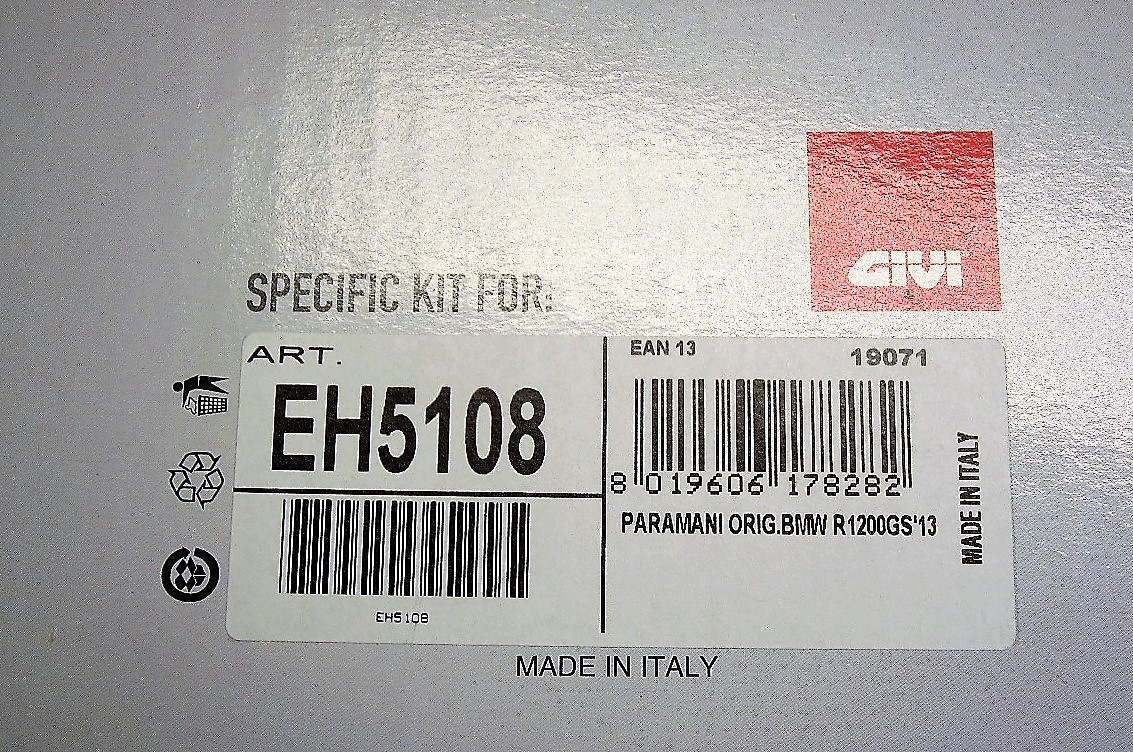 GIVI
SPECIFIC KIT FOR:
ART.
EH5108
EH5108
EAN 13 19071
8 019606 178282
PARAMANI ORIG.BMW R1200GS'13
MADE IN ITALY
MADE IN ITALY